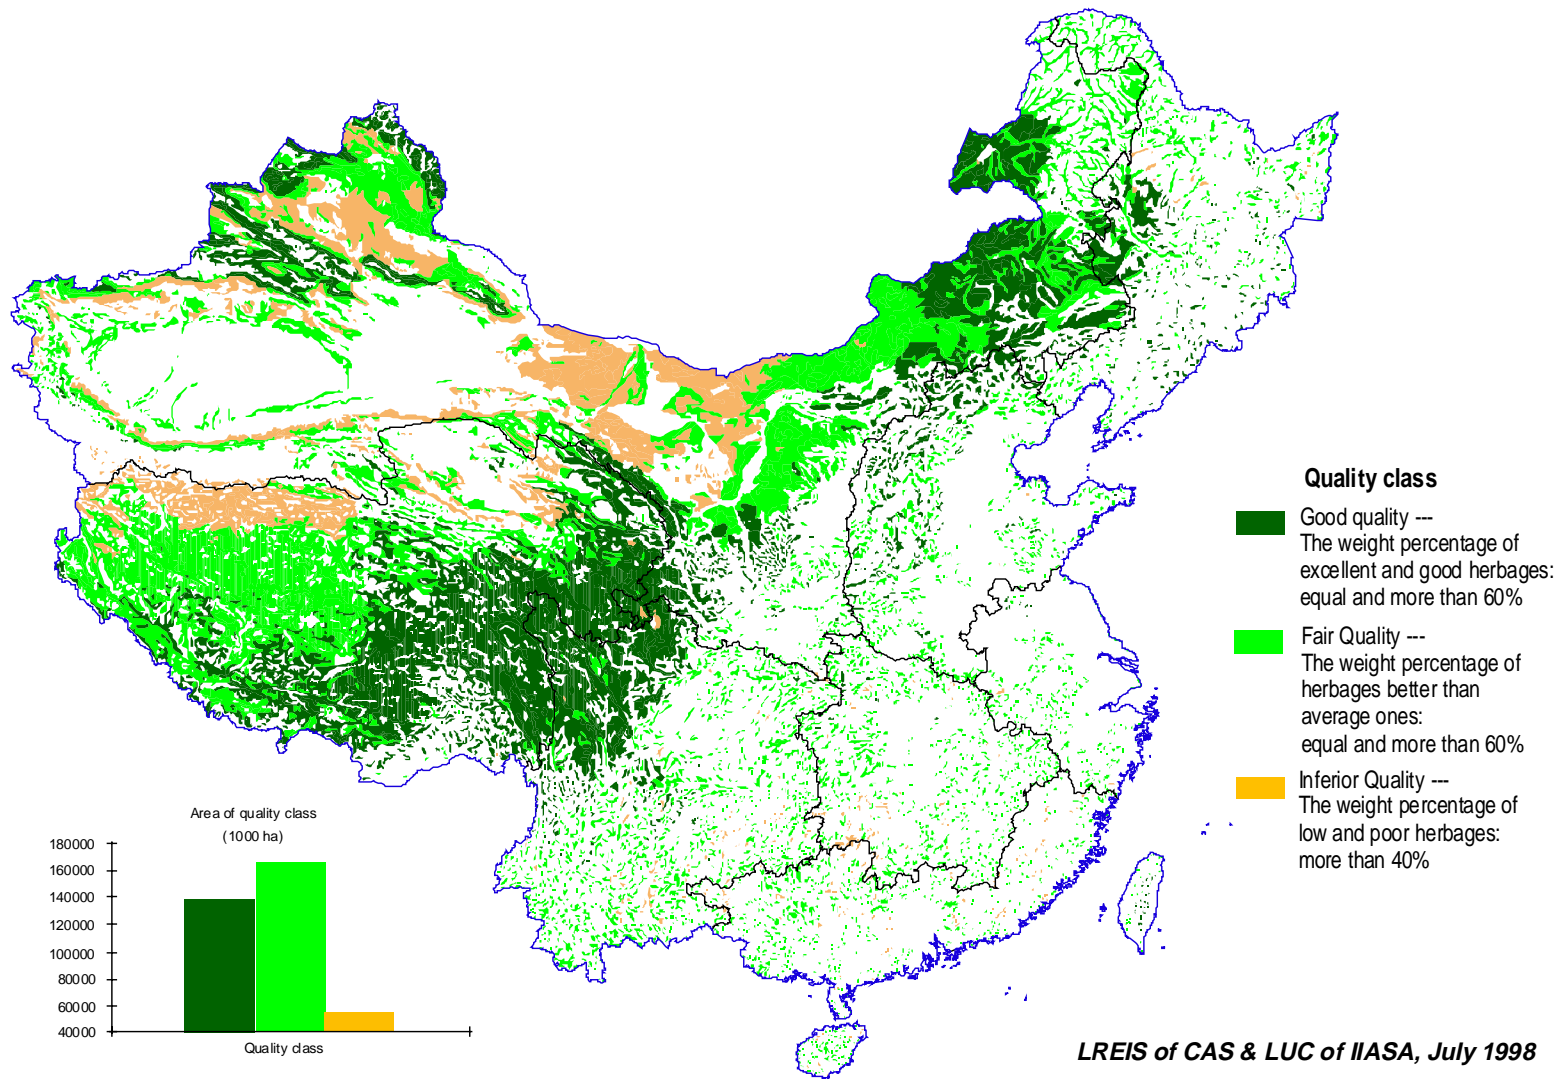 Quality class
Good quality ---
The weight percentage of
excellent and good herbages:
equal and more than 60%
Fair Quality ---
The weight percentage of
herbages better than
average ones:
equal and more than 60%
Inferior Quality ---
The weight percentage of
low and poor herbages:
more than 40%
Area of quality class
(1000 ha)
180000
160000
140000
120000
100000
80000
60000
40000
Quality class
LREIS of CAS & LUC of IIASA, July 1998